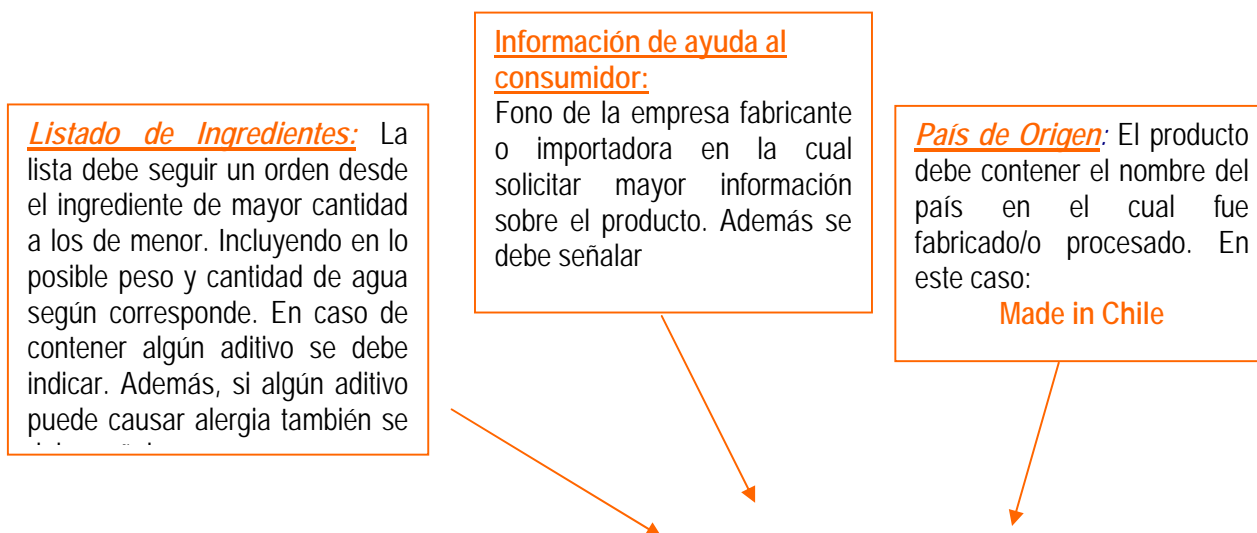 Listado de Ingredientes: La
lista debe seguir un orden desde
el ingrediente de mayor cantidad
a los de menor. Incluyendo en lo
posible peso y cantidad de agua
según corresponde. En caso de
contener algún aditivo se debe
indicar. Además, si algún aditivo
puede causar alergia también se
Información de ayuda al
consumidor:
Fono de la empresa fabricante
o importadora en la cual
solicitar mayor información
sobre el producto. Además se
debe señalar
País de Origen: El producto
debe contener el nombre del
país en el cual fue
fabricado/o procesado. En
este caso:
Made in Chile